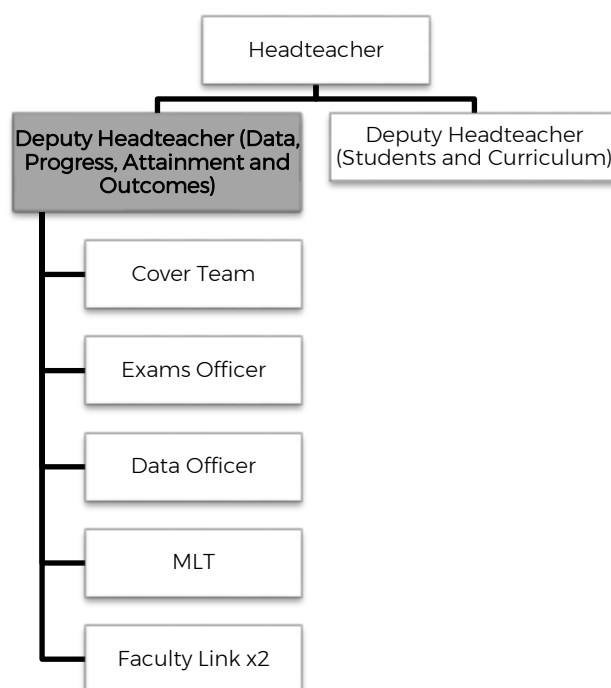 Headteacher
Deputy Headteacher (Data,
Progress, Attainment and
Outcomes)
Deputy Headteacher
(Students and Curriculum)
Cover Team
Exams Officer
Data Officer
MLT
Faculty Link x2